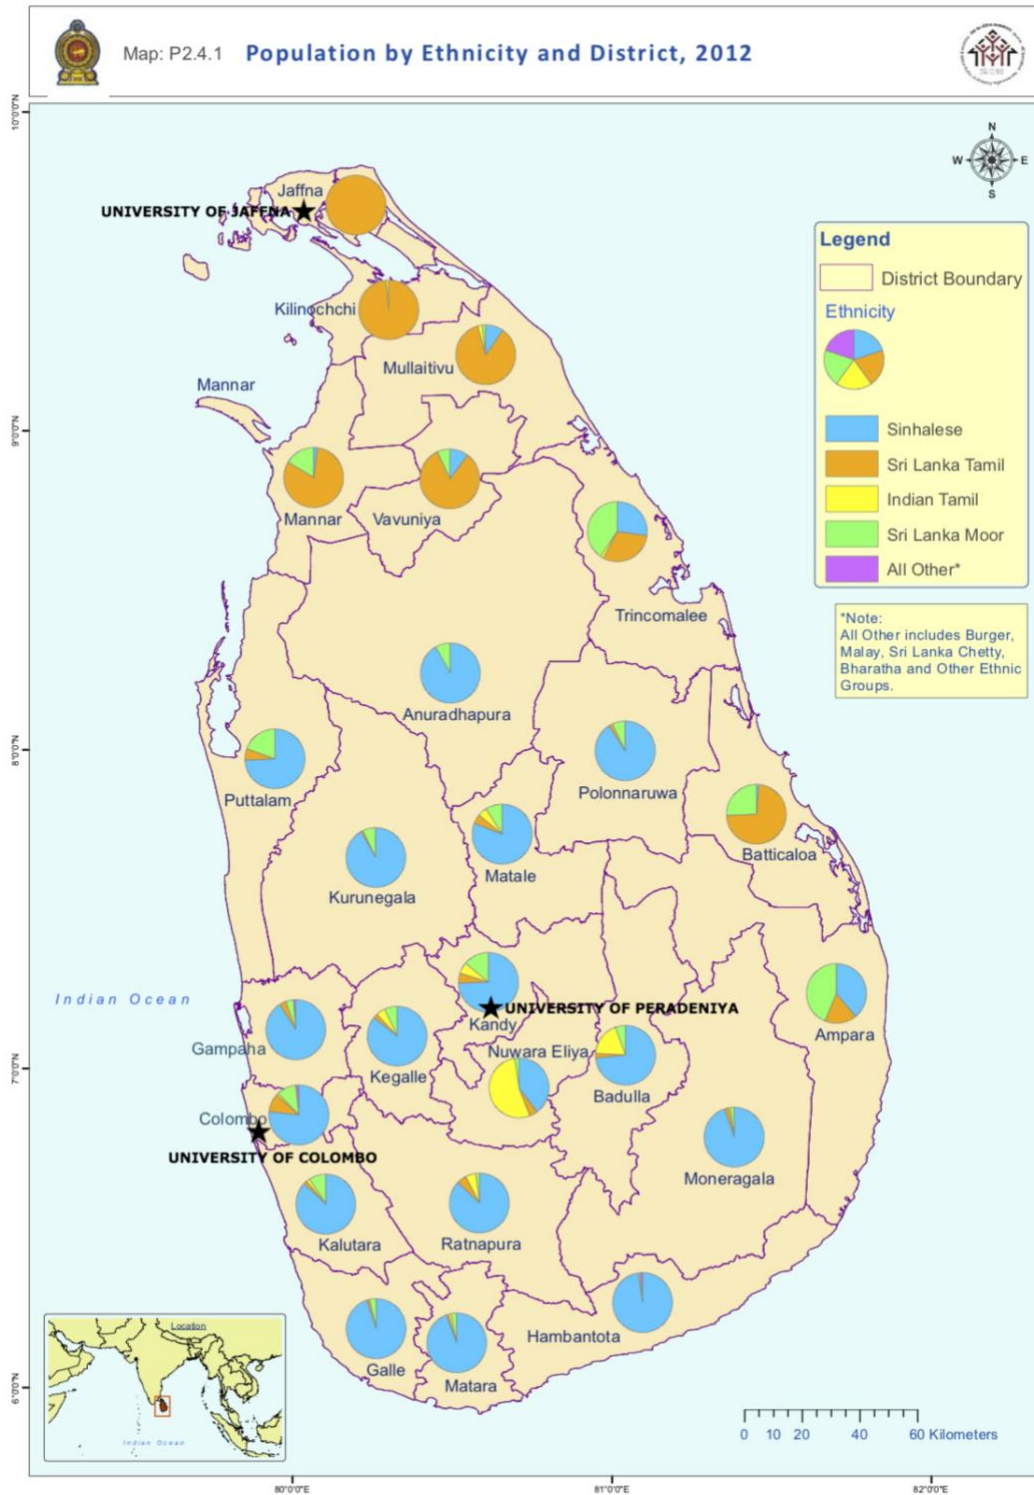 Map: P2.4.1 Population by Ethnicity and District, 2012
10°0'0"N
N
W E
S
Jaffna
UNIVERSITY OF JAFFNA
Legend
District Boundary
Kilinochchi
Ethnicity
Mullaitivu
Mannar
9°0'0"N
Sinhalese
Sri Lanka Tamil
Indian Tamil
Mannar
Vavuniya
Sri Lanka Moor
All Other*
Trincomalee
*Note:
All Other includes Burger,
Malay, Sri Lanka Chetty,
Bharatha and Other Ethnic
Groups.
Anuradhapura
8°0'0"N
Puttalam
Polonnaruwa
Batticaloa
Matale
Kurunegala
Indian Ocean
UNIVERSITY OF PERADENIYA
Kandy
Ampara
Gampaha
Nuwara Eliya
7°0'0"N
Kegalle
Badulla
Colombo
UNIVERSITY OF COLOMBO
Moneragala
Kalutara
Ratnapura
Location
Hambantota
Galle
Matara
6°0'0"N
Indian Ocean
0 10 20 40 60 Kilometers
80°0'0"E
81°0'0"E
82°0'0"E